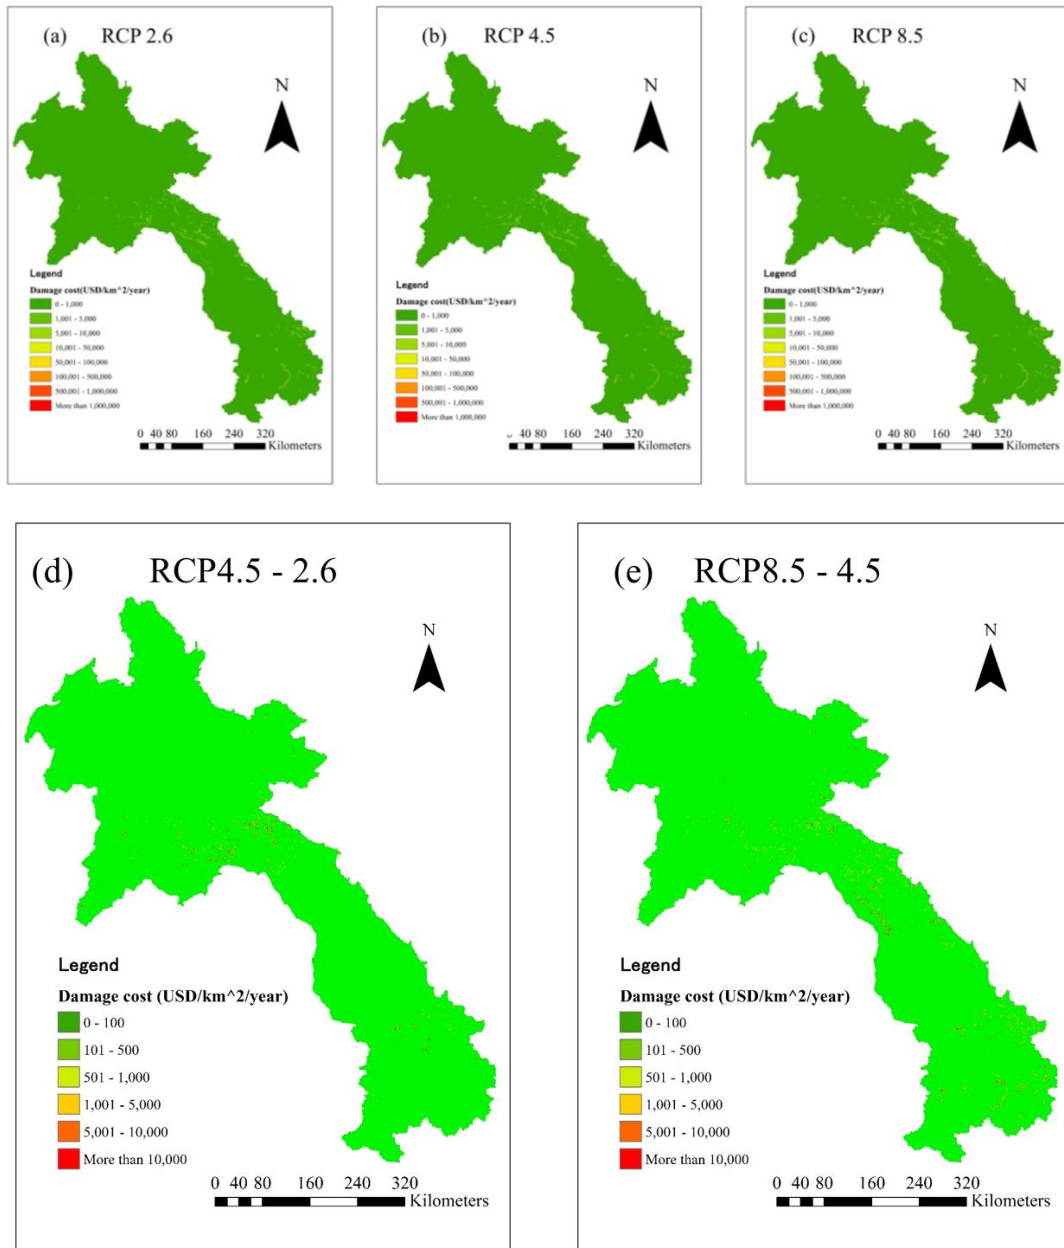 (a) RCP 2.6
N
Legend
Damage cost(USD/km^2/year)
0 - 1,000
1,001 - 5,000
5,001 - 10,000
10,001 - 50,000
50,001 - 100,000
100,001 - 500,000
500,001 - 1,000,000
More than 1,000,000
0 40 80 160 240 320
Kilometers
(b) RCP 4.5
N
Legend
Damage cost(USD/km^2/year)
0 - 1,000
1,001 - 5,000
5,001 - 10,000
10,001 - 50,000
50,001 - 100,000
100,001 - 500,000
500,001 - 1,000,000
More than 1,000,000
40 80 160 240 320
Kilometers
(c) RCP 8.5
N
Legend
Damage cost(USD/km^2/year)
0 - 1,000
1,001 - 5,000
5,001 - 10,000
10,001 - 50,000
50,001 - 100,000
100,001 - 500,000
500,001 - 1,000,000
More than 1,000,000
0 40 80 160 240 320
Kilometers
(d) RCP4.5 - 2.6
N
Legend
Damage cost (USD/km^2/year)
0 - 100
101 - 500
501 - 1,000
1,001 - 5,000
5,001 - 10,000
More than 10,000
0 40 80 160 240 320
Kilometers
(e) RCP8.5 - 4.5
N
Legend
Damage cost (USD/km^2/year)
0 - 100
101 - 500
501 - 1,000
1,001 - 5,000
5,001 - 10,000
More than 10,000
0 40 80 160 240 320
Kilometers